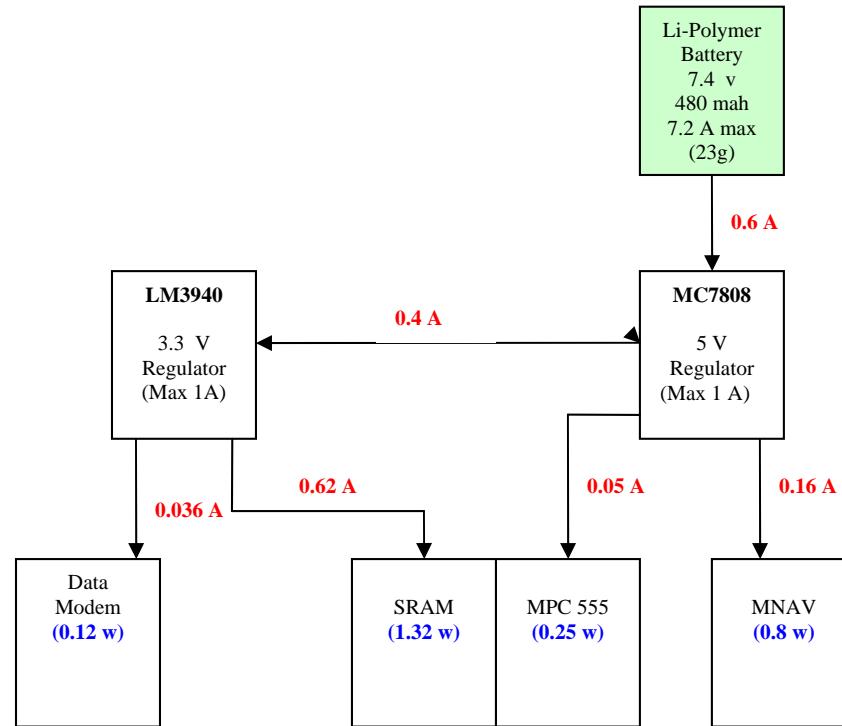 Li-Polymer
Battery
7.4 v
480 mah
7.2 A max
(23g)
0.6 A
LM3940
3.3 V
Regulator
(Max 1A)
0.4 A
MC7808
5 V
Regulator
(Max 1 A)
0.036 A
0.62 A
0.05 A
0.16 A
Data
Modem
(0.12 w)
SRAM
(1.32 w)
MPC 555
(0.25 w)
MNAV
(0.8 w)